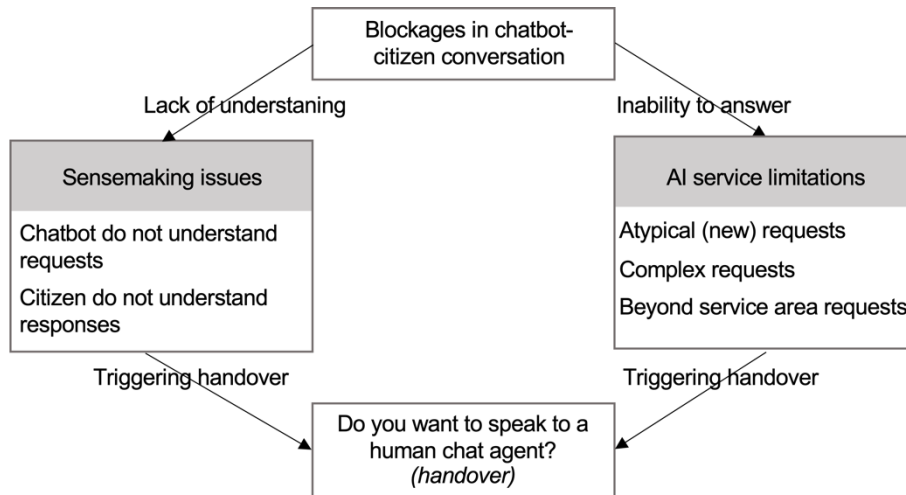 Blockages in chatbot-
citizen conversation
Lack of understaning
Inability to answer
Sensemaking issues
Chatbot do not understand
requests
Citizen do not understand
responses
AI service limitations
Atypical (new) requests
Complex requests
Beyond service area requests
Triggering handover
Triggering handover
Do you want to speak to a
human chat agent?
(handover)